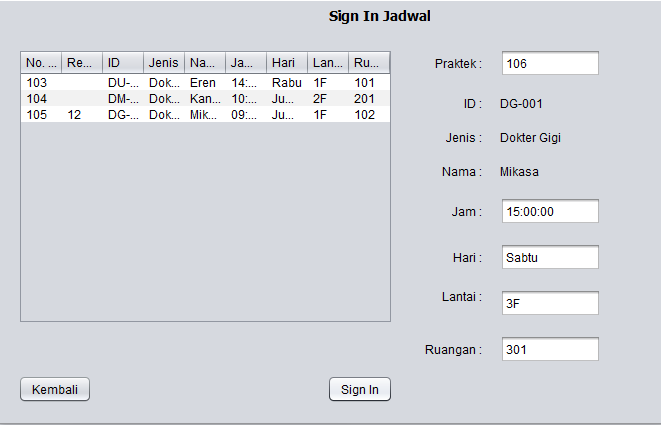 Sign In Jadwal
No. ... Re... ID Jenis Na... Ja... Hari Lan... Ru...
103 DU-... Dok... Eren 14:... Rabu 1F 101
104 DM-... Dok... Kan... 10:... Ju... 2F 201
105 12 DG-... Dok... Mik... 09:... Ju... 1F 102
Praktek : 106
ID : DG-001
Jenis : Dokter Gigi
Nama : Mikasa
Jam : 15:00:00
Hari : Sabtu
Lantai : 3F
Ruangan : 301
Kembali Sign In